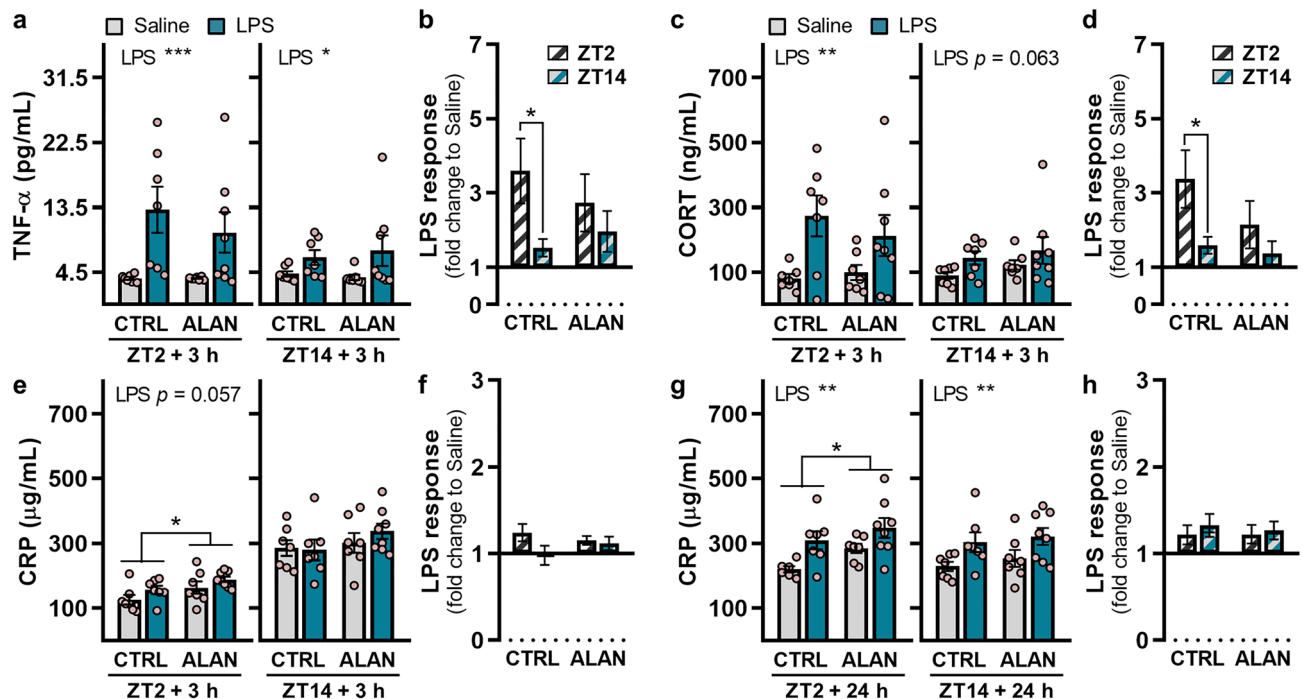 a
Saline LPS
TNF-α (pg/mL)
31.5
22.5
13.5
4.5
LPS ***
LPS *
CTRL ALAN
CTRL ALAN
ZT2 + 3 h
ZT14 + 3 h
b
LPS response
(fold change to Saline)
7
5
3
1
ZT2
ZT14
*
CTRL ALAN
c
Saline LPS
CORT (ng/mL)
700
500
300
100
LPS **
LPS p = 0.063
CTRL ALAN
CTRL ALAN
ZT2 + 3 h
ZT14 + 3 h
d
LPS response
(fold change to Saline)
7
5
3
1
ZT2
ZT14
*
CTRL ALAN
e
CRP (μg/mL)
700
500
300
100
LPS p = 0.057
*
CTRL ALAN
CTRL ALAN
ZT2 + 3 h
ZT14 + 3 h
f
LPS response
(fold change to Saline)
3
2
1
0
CTRL ALAN
g
CRP (μg/mL)
700
500
300
100
LPS **
LPS **
*
CTRL ALAN
CTRL ALAN
ZT2 + 24 h
ZT14 + 24 h
h
LPS response
(fold change to Saline)
3
2
1
0
CTRL ALAN